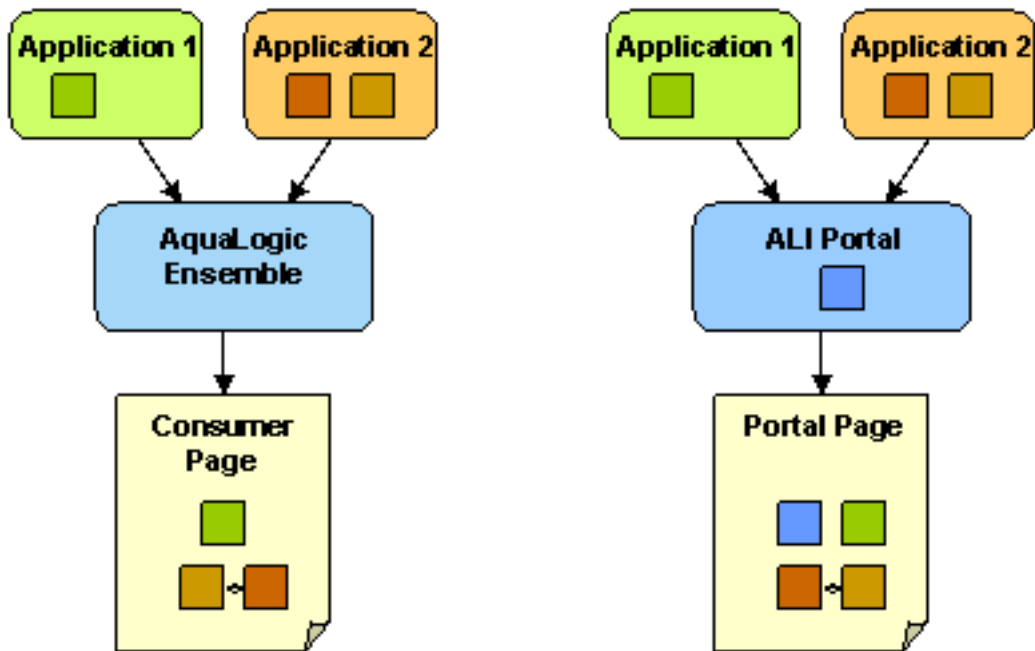 Application 1
Application 2
AquaLogic
Ensemble
Consumer
Page
Application 1
Application 2
ALI Portal
Portal Page